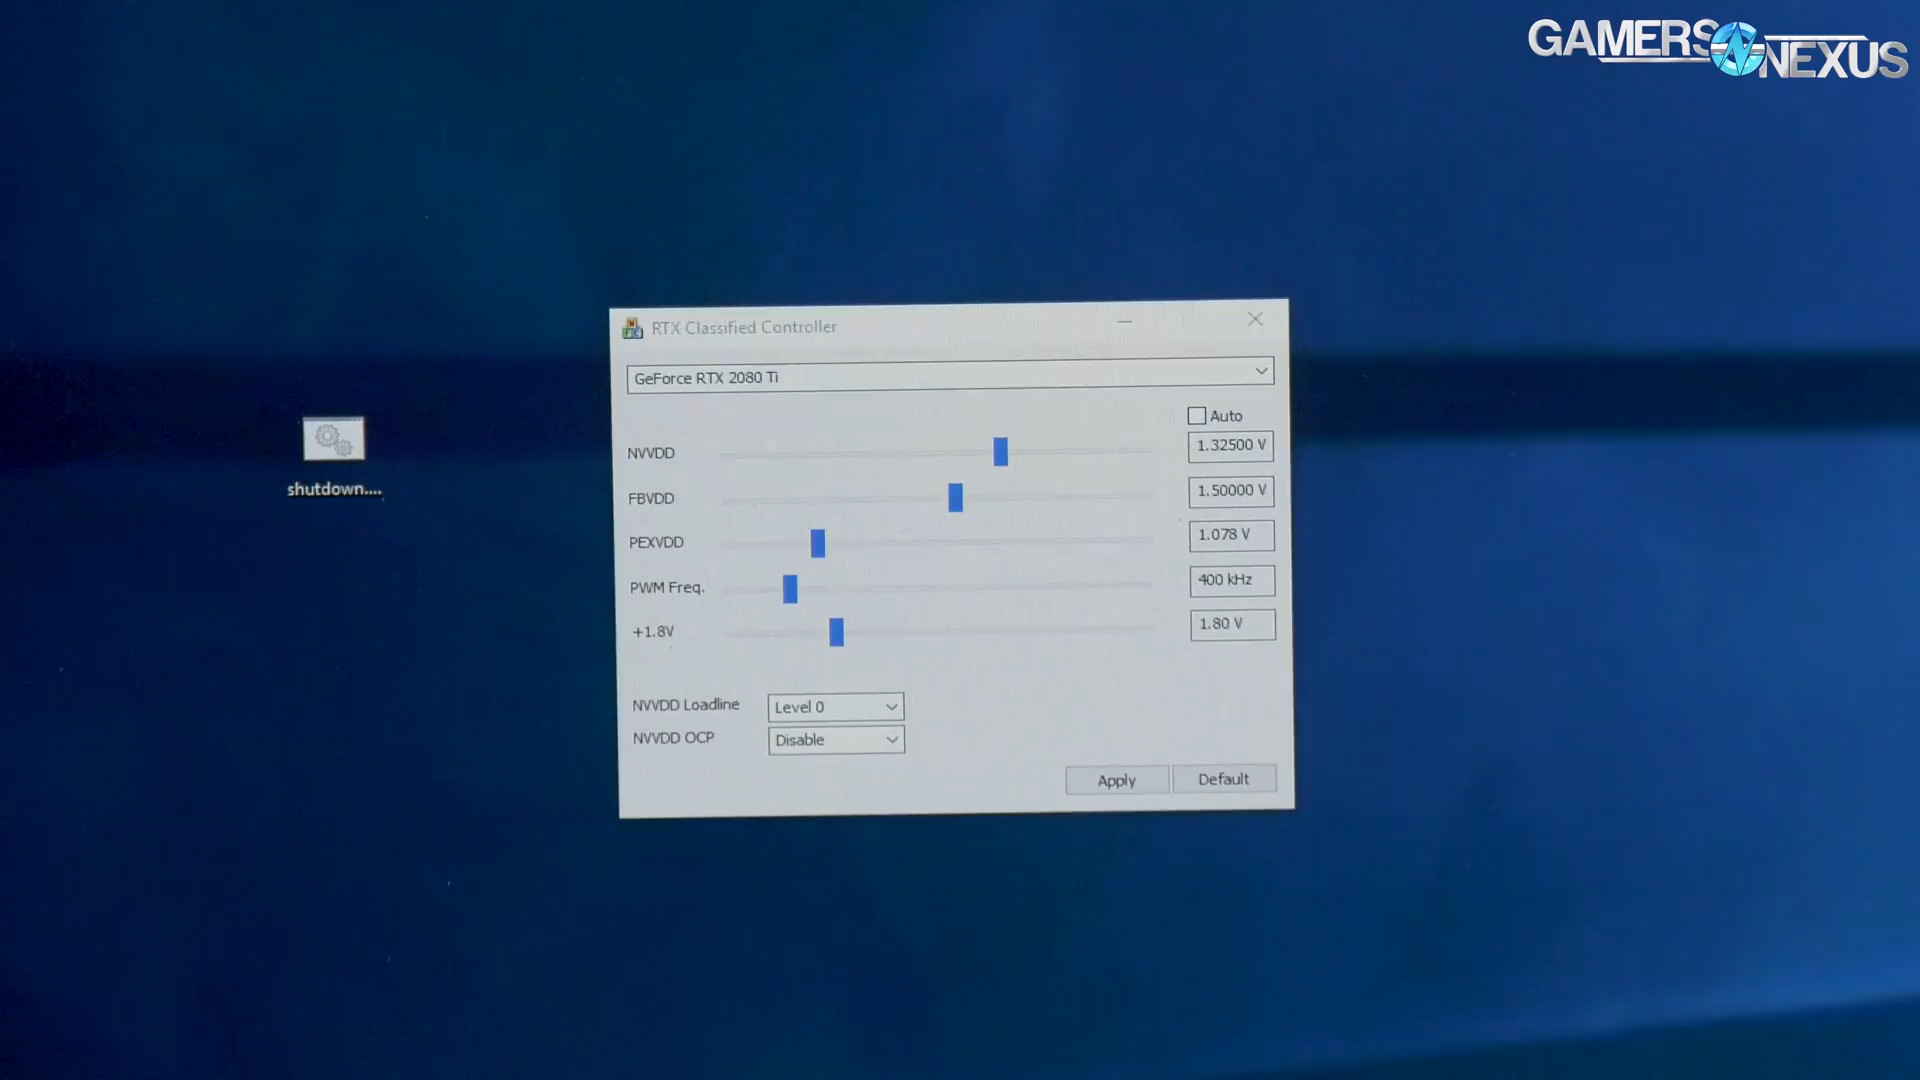 GAMERS NEXUS
RTX Classified Controller
GeForce RTX 2080 Ti
Auto
NVVDD
1.32500 V
FBVDD
1.50000 V
PEXVDD
1.078 V
PWM Freq.
400 kHz
+1.8V
1.80 V
NVVDD Loadline
Level 0
NVVDD OCP
Disable
Apply
Default
shutdown....